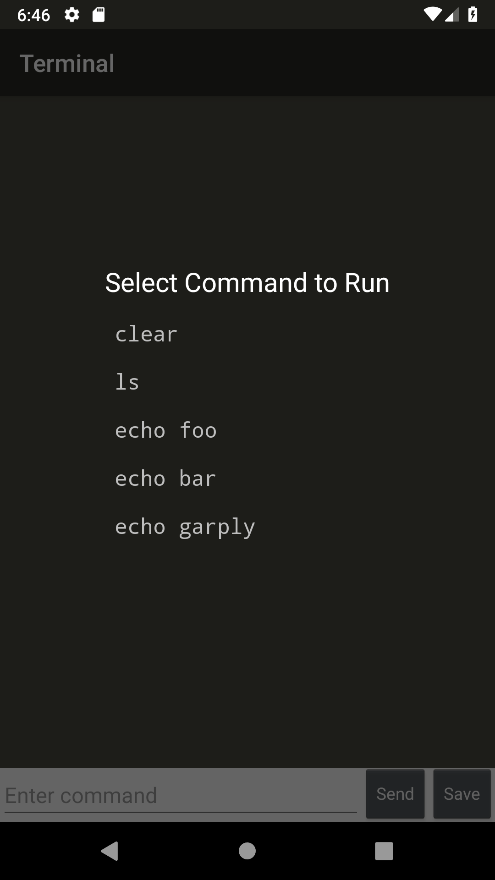 6:46
Terminal
Select Command to Run
clear
ls
echo foo
echo bar
echo garply
Enter command
Send
Save